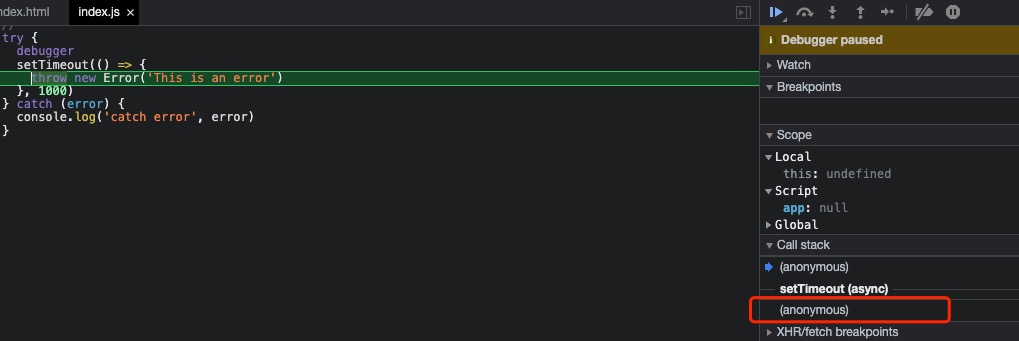 index.html
index.js ×
//
try {
debugger
setTimeout(() => {
throw new Error('This is an error')
}, 1000)
} catch (error) {
console.log('catch error', error)
}
Debugger paused
Watch
Breakpoints
Scope
Local
this: undefined
Script
app: null
Global
Call stack
(anonymous)
setTimeout (async)
(anonymous)
XHR/fetch breakpoints